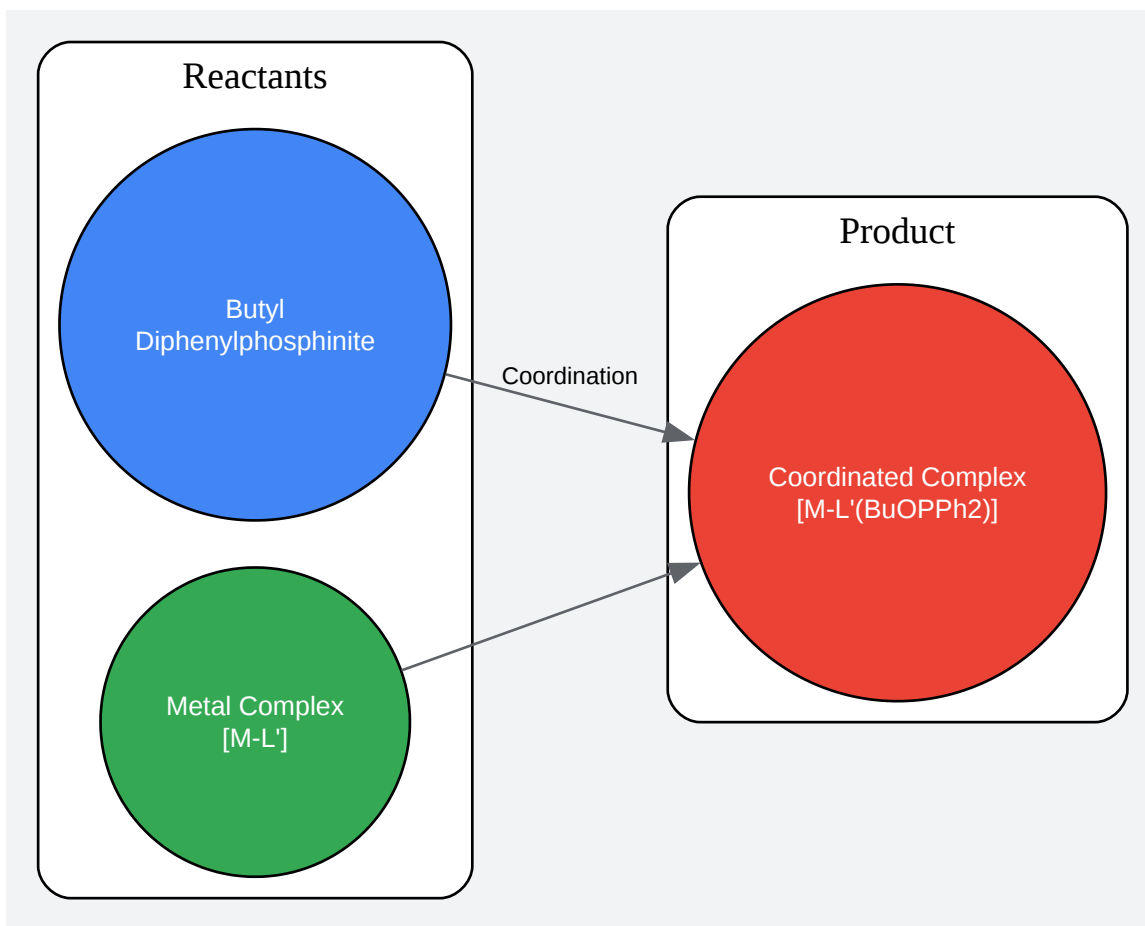 Reactants
Butyl
Diphenylphosphinite
Metal Complex
[M-L']
Coordination
Product
Coordinated Complex
[M-L'(BuOPPh2)]